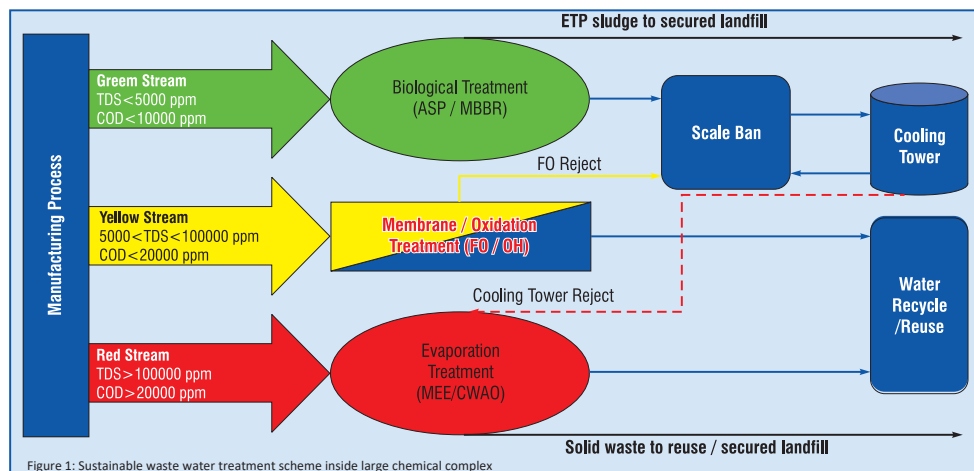 ETP sludge to secured landfill
Manufacturing Process
Green Stream
TDS<5000 ppm
COD<10000 ppm
Biological Treatment
(ASP / MBBR)
Scale Ban
Cooling
Tower
FO Reject
Yellow Stream
5000<TDS<100000 ppm
COD<20000 ppm
Membrane / Oxidation
Treatment (FO / OH)
Water
Recycle
/Reuse
Cooling Tower Reject
Red Stream
TDS>100000 ppm
COD>20000 ppm
Evaporation
Treatment
(MEE/CWAO)
Solid waste to reuse / secured landfill
Figure 1: Sustainable waste water treatment scheme inside large chemical complex